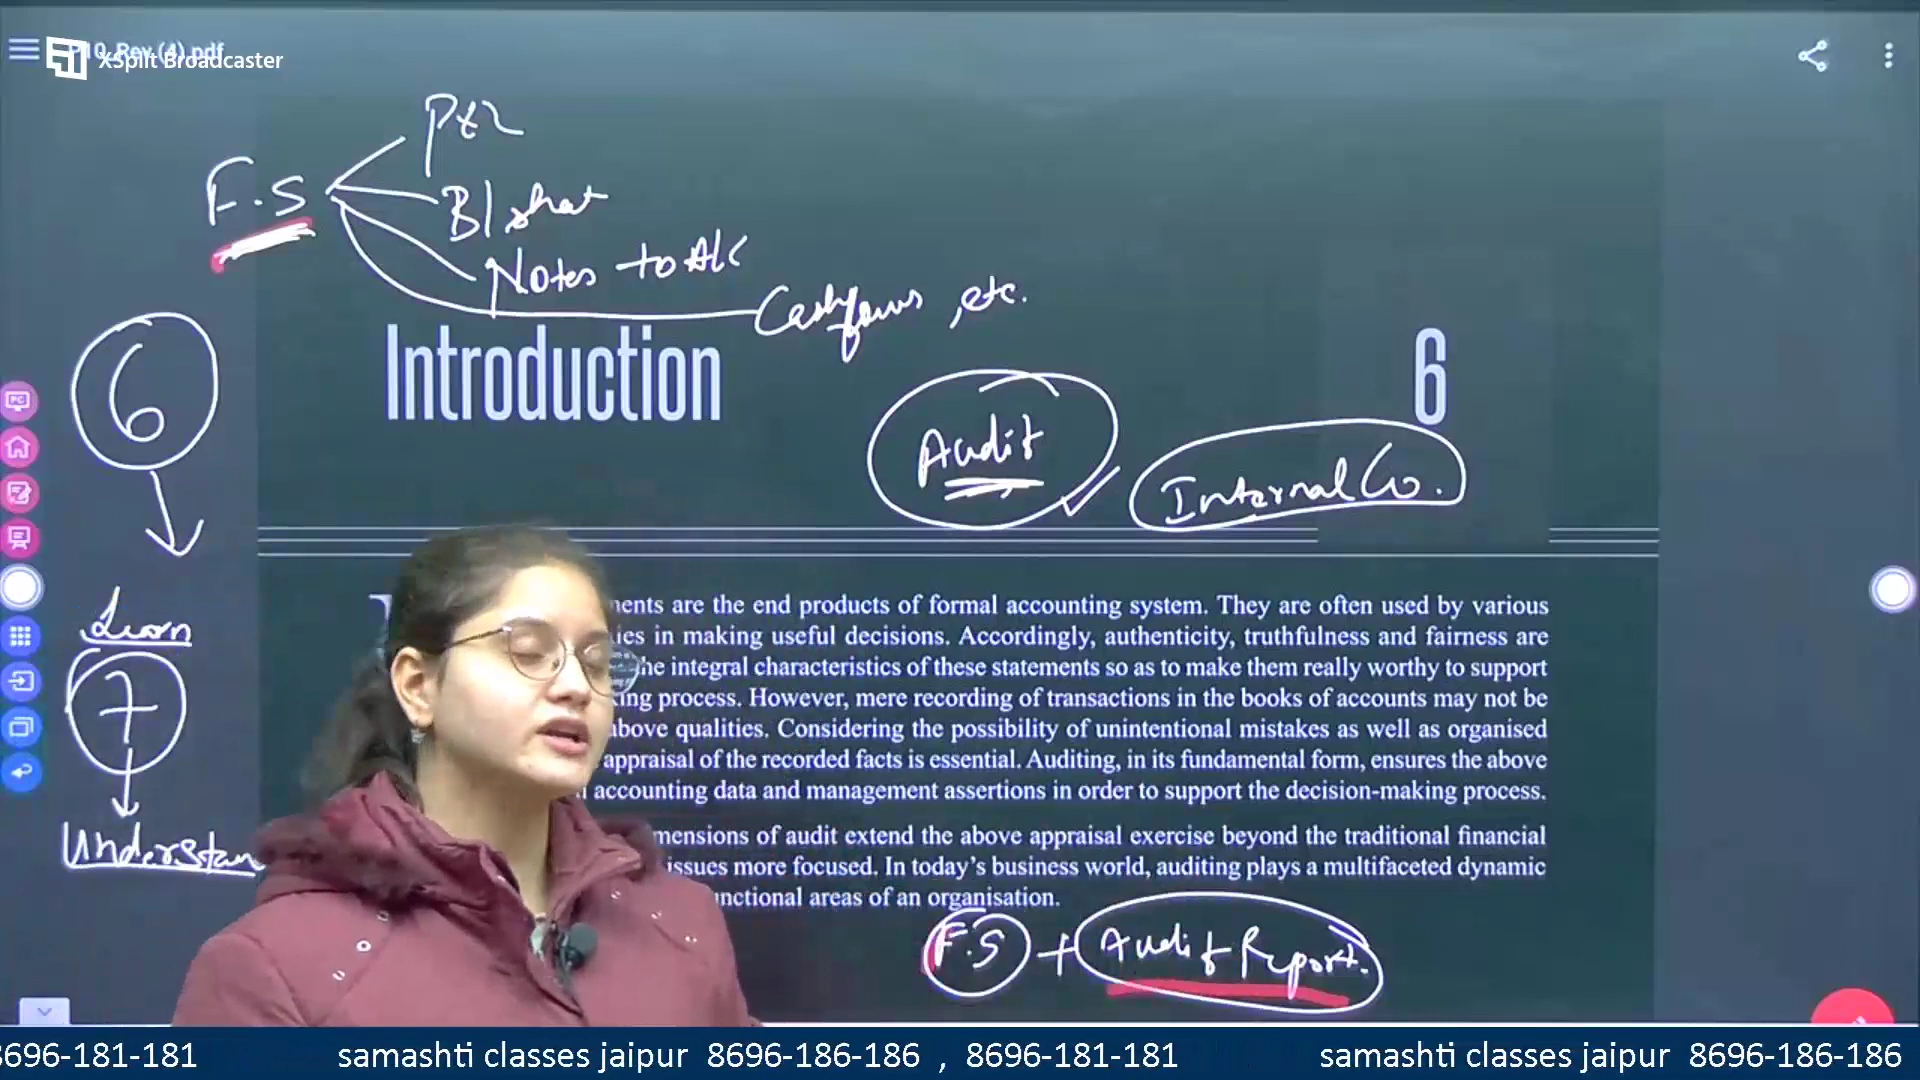 P10_Rev (4).pdf
XSplit Broadcaster
P&L
F.S
B/sheet
Notes to A/c
Cashflows, etc.
Introduction
6
6
Audit
Internal Co.
Learn
7
Understan
ments are the end products of formal accounting system. They are often used by various
ies in making useful decisions. Accordingly, authenticity, truthfulness and fairness are
he integral characteristics of these statements so as to make them really worthy to support
ing process. However, mere recording of transactions in the books of accounts may not be
above qualities. Considering the possibility of unintentional mistakes as well as organised
appraisal of the recorded facts is essential. Auditing, in its fundamental form, ensures the above
accounting data and management assertions in order to support the decision-making process.
mensions of audit extend the above appraisal exercise beyond the traditional financial
issues more focused. In today's business world, auditing plays a multifaceted dynamic
unctional areas of an organisation.
F.S + Audit Report.
8696-181-181 samashti classes jaipur 8696-186-186 , 8696-181-181 samashti classes jaipur 8696-186-186